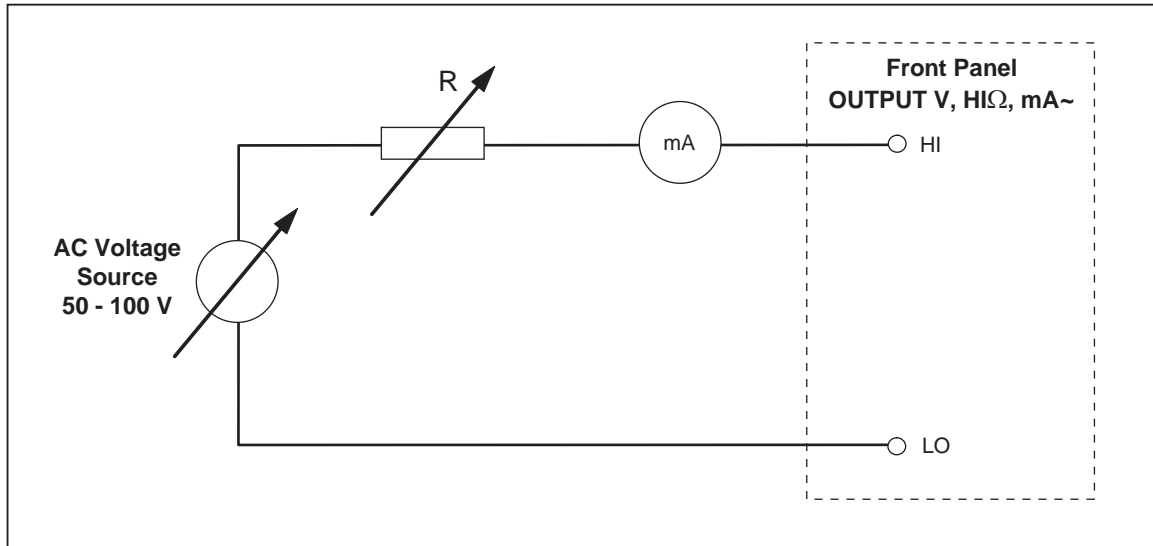 R
Front Panel
OUTPUT V, HIΩ, mA~
mA
HI
AC Voltage
Source
50 - 100 V
LO